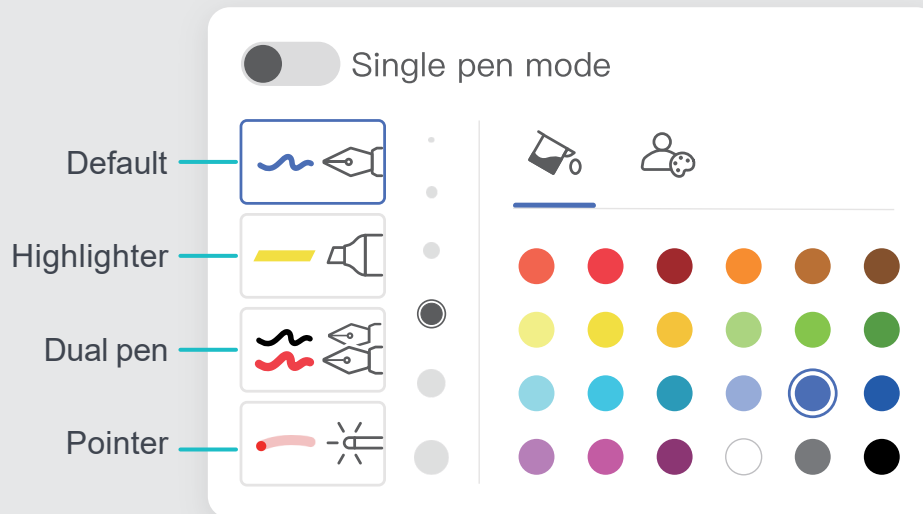 Single pen mode
Default
Highlighter
Dual pen
Pointer